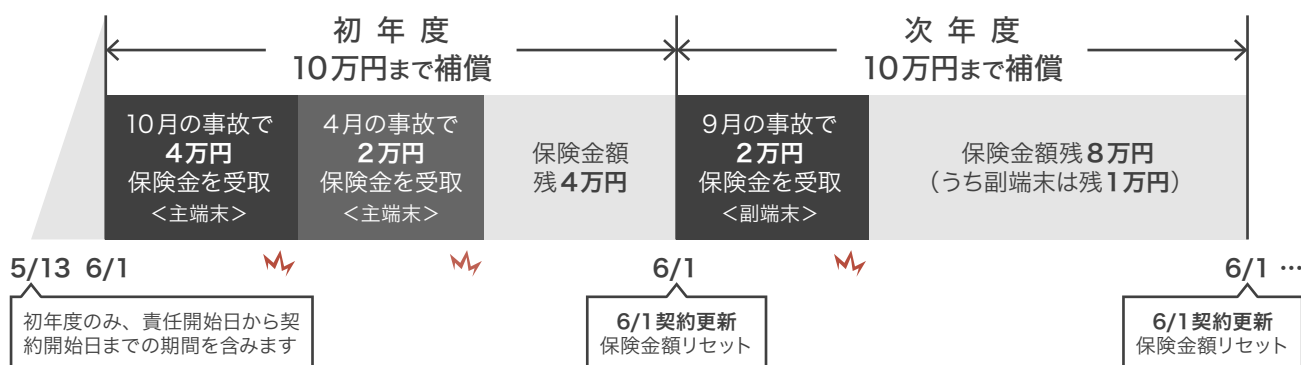 初年度
10万円まで補償
次年度
10万円まで補償
10月の事故で
4万円
保険金を受取
<主端末>
4月の事故で
2万円
保険金を受取
<主端末>
保険金額
残4万円
9月の事故で
2万円
保険金を受取
<副端末>
保険金額残8万円
(うち副端末は残1万円)
5/13 6/1
6/1
6/1 …
初年度のみ、責任開始日から契
約開始日までの期間を含みます
6/1契約更新
保険金額リセット
6/1契約更新
保険金額リセット